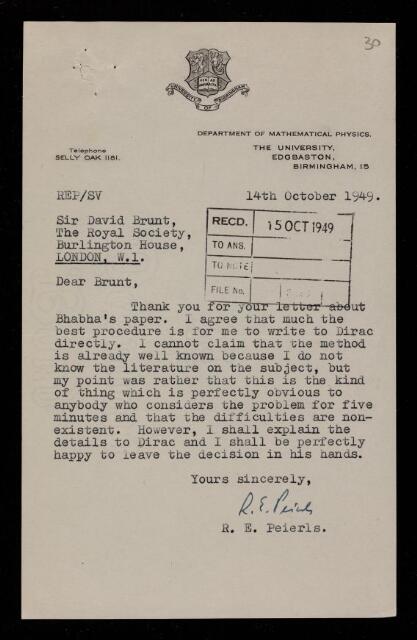 30
UNIVERSITY OF BIRMINGHAM
DEPARTMENT OF MATHEMATICAL PHYSICS.
Telephone
SELLY OAK 1181.
THE UNIVERSITY,
EDGBASTON,
BIRMINGHAM, 15
REP/SV
14th October 1949.
Sir David Brunt,
The Royal Society,
Burlington House,
LONDON, W.1.
RECD. 15 OCT 1949
TO ANS.
TO NOTE
FILE No.
Dear Brunt,
Thank you for your letter about
Bhabha's paper. I agree that much the
best procedure is for me to write to Dirac
directly. I cannot claim that the method
is already well known because I do not
know the literature on the subject, but
my point was rather that this is the kind
of thing which is perfectly obvious to
anybody who considers the problem for five
minutes and that the difficulties are non-
existent. However, I shall explain the
details to Dirac and I shall be perfectly
happy to leave the decision in his hands.
Yours sincerely,
R. E. Peierls
R. E. Peierls.